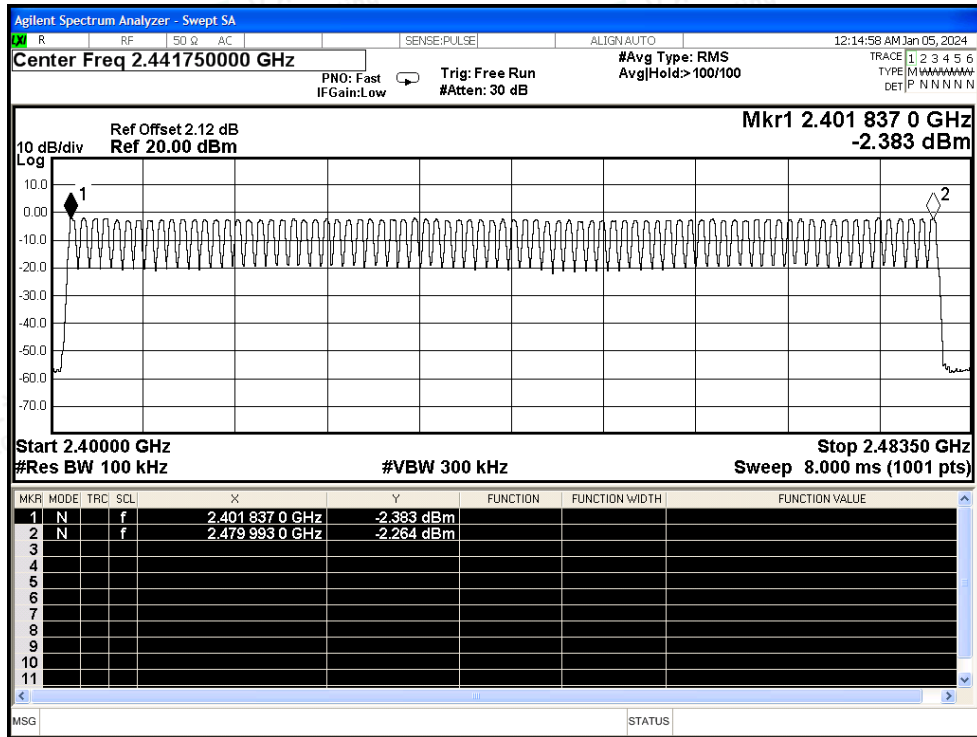 Agilent Spectrum Analyzer - Swept SA
LXI R RF 50 Ω AC SENSE:PULSE ALIGN AUTO 12:14:58 AM Jan 05, 2024
Center Freq 2.441750000 GHz #Avg Type: RMS TRACE 1 2 3 4 5 6
PNO: Fast Trig: Free Run Avg|Hold:>100/100 TYPE M
IFGain:Low #Atten: 30 dB DET P N N N N N
Mkr1 2.401 837 0 GHz
-2.383 dBm
Ref Offset 2.12 dB
10 dB/div Ref 20.00 dBm
Log
10.0
1 2
0.00
-10.0
-20.0
-30.0
-40.0
-50.0
-60.0
-70.0
Start 2.40000 GHz Stop 2.48350 GHz
#Res BW 100 kHz #VBW 300 kHz Sweep 8.000 ms (1001 pts)
MKR MODE TRC SCL X Y FUNCTION FUNCTION WIDTH FUNCTION VALUE
1 N f 2.401 837 0 GHz -2.383 dBm
2 N f 2.479 993 0 GHz -2.264 dBm
3
4
5
6
7
8
9
10
11
MSG STATUS